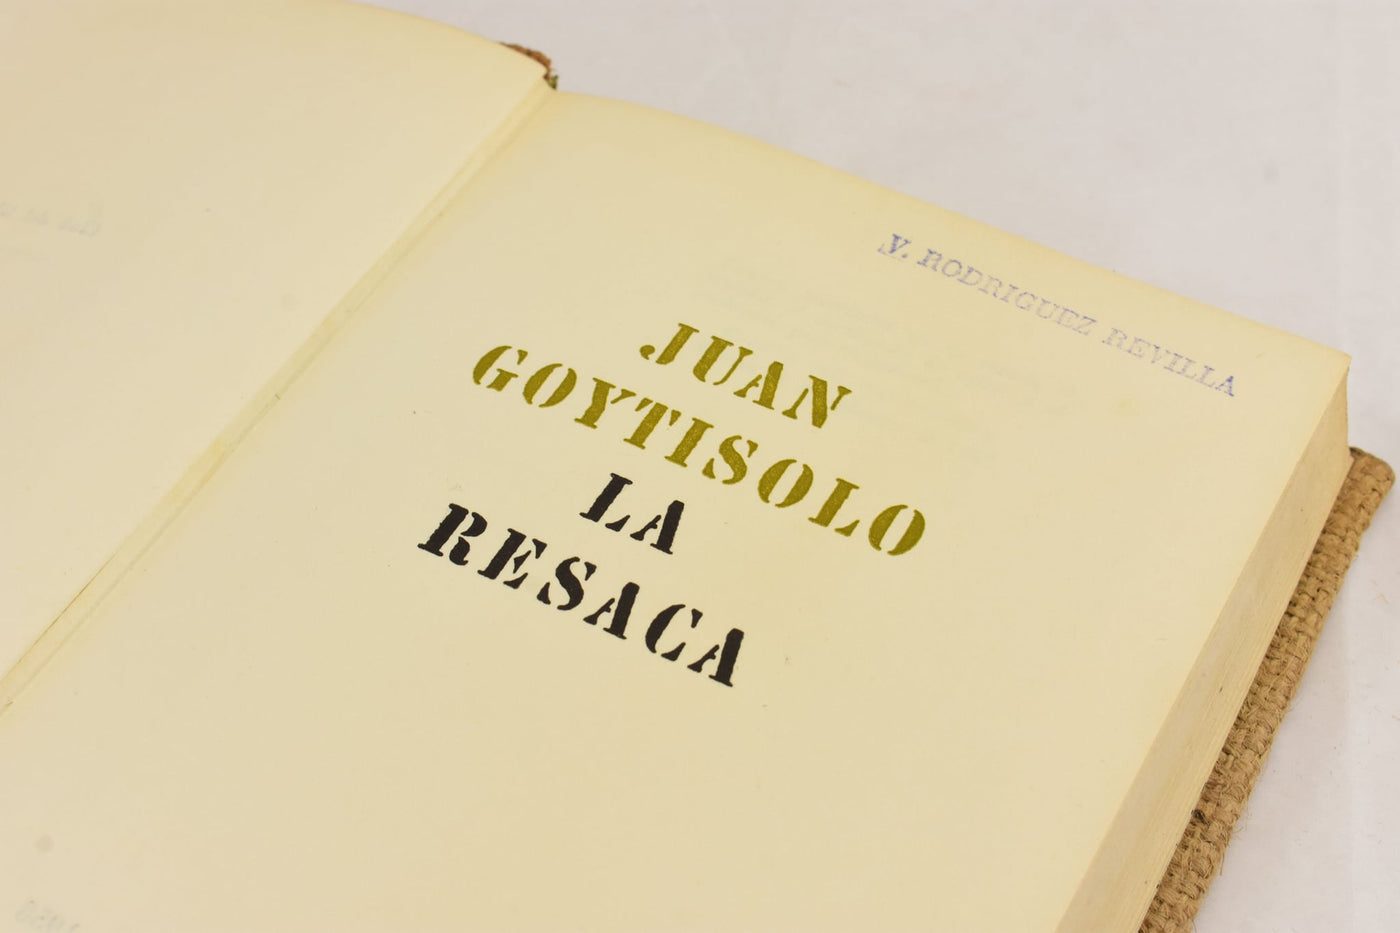 V. RODRIGUEZ REVILLA
JUAN
GOYTISOLO
LA
RESACA